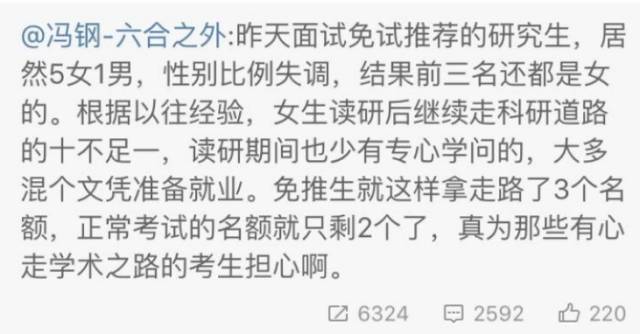 @冯钢-六合之外:昨天面试免试推荐的研究生，居
然5女1男，性别比例失调，结果前三名还都是女
的。根据以往经验，女生读研后继续走科研道路
的十不足一，读研期间也少有专心学问的，大多
混个文凭准备就业。免推生就这样拿走路了3个名
额，正常考试的名额就只剩2个了，真为那些有心
走学术之路的考生担心啊。
6324 2592 220